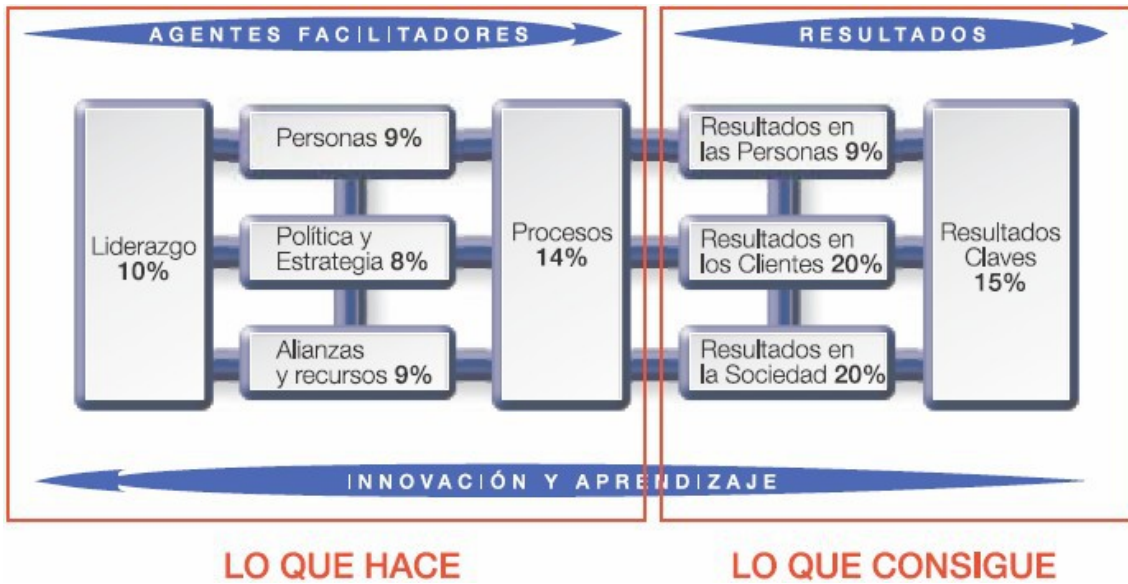 AGENTES FACILITADORES
RESULTADOS
Liderazgo
10%
Personas 9%
Política y
Estrategia 8%
Alianzas
y recursos 9%
Procesos
14%
Resultados en
las Personas 9%
Resultados en
los Clientes 20%
Resultados en
la Sociedad 20%
Resultados
Claves
15%
INNOVACIÓN Y APRENDIZAJE
LO QUE HACE
LO QUE CONSIGUE